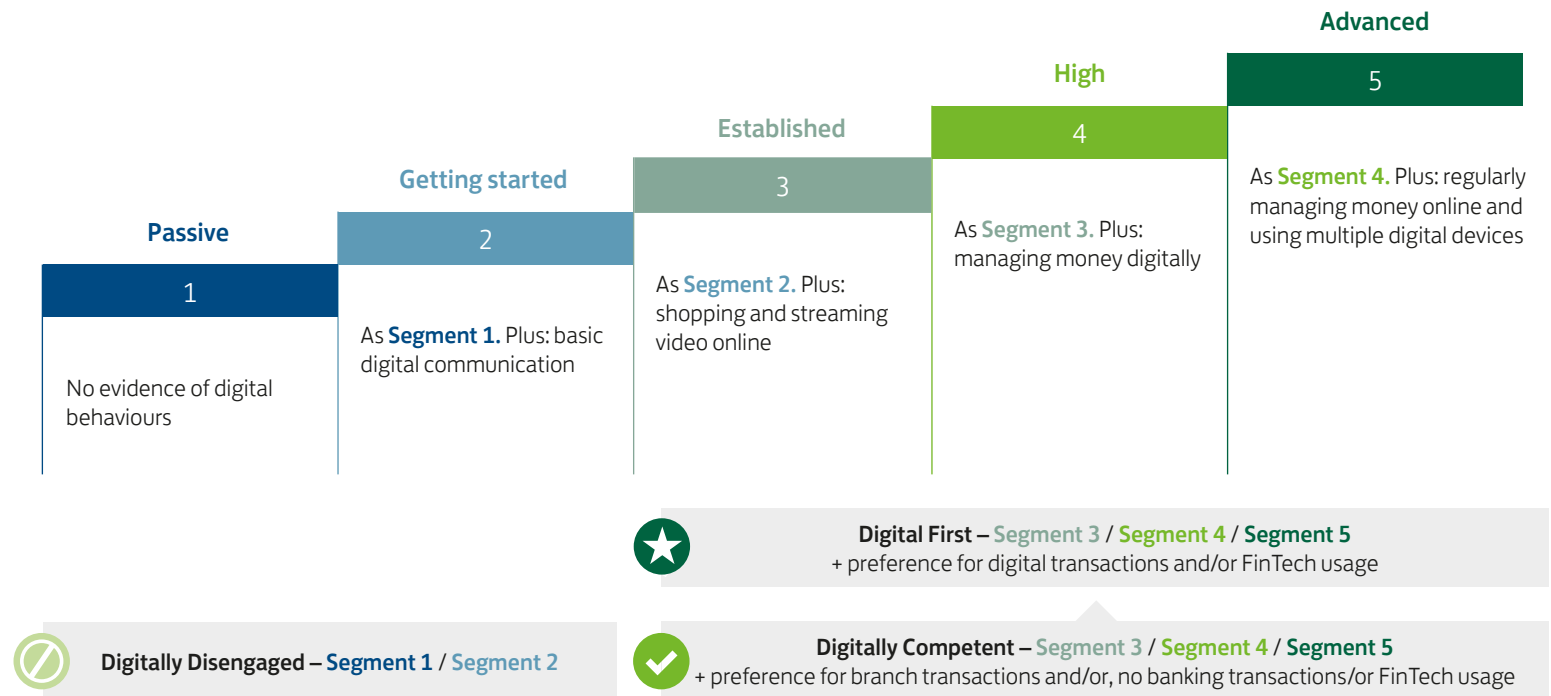 Passive
1
No evidence of digital
behaviours
Getting started
2
As Segment 1. Plus: basic
digital communication
Established
3
As Segment 2. Plus:
shopping and streaming
video online
High
4
As Segment 3. Plus:
managing money digitally
Advanced
5
As Segment 4. Plus: regularly
managing money online and
using multiple digital devices
Digital First – Segment 3 / Segment 4 / Segment 5
+ preference for digital transactions and/or FinTech usage
Digitally Disengaged – Segment 1 / Segment 2
Digitally Competent – Segment 3 / Segment 4 / Segment 5
+ preference for branch transactions and/or, no banking transactions/or FinTech usage